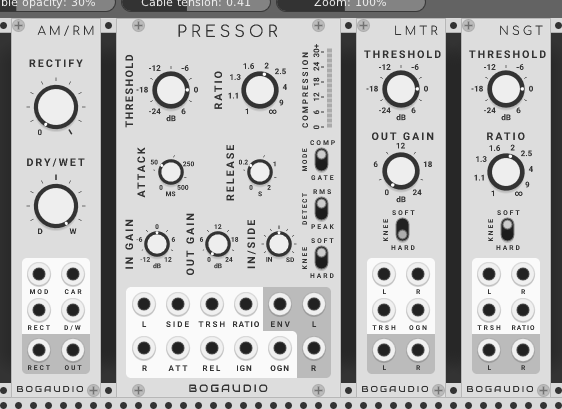 ble opacity: 30%
Cable tension: 0.41
Zoom: 100%
AM/RM
RECTIFY
0
DRY/WET
D W
MOD CAR
RECT D/W
RECT OUT
BOGAUDIO
PRESSOR
THRESHOLD
-12 -6
-18 0
-24 6
dB
RATIO
1.6 2
1.3 2.5
1.1 4
9
1 ∞
COMPRESSION
0 6 12 18 24 30+
ATTACK
50 250
0 500
MS
RELEASE
0.2 1
0 2
S
MODE
COMP
GATE
DETECT
RMS
PEAK
KNEE
SOFT
HARD
IN GAIN
0
-6 6
-12 12
dB
OUT GAIN
12
6 18
0 24
dB
IN/SIDE
IN SD
L SIDE TRSH RATIO ENV L
R ATT REL IGN OGN R
BOGAUDIO
LMTR
THRESHOLD
-12 -6
-18 0
-24 6
dB
OUT GAIN
12
6 18
0 24
dB
KNEE
SOFT
HARD
L R
TRSH OGN
L R
BOGAUDIO
NSGT
THRESHOLD
-12 -6
-18 0
-24 6
dB
RATIO
1.6 2
1.3 2.5
1.1 4
9
1 ∞
KNEE
SOFT
HARD
L R
TRSH RATIO
L R
BOGAUDIO